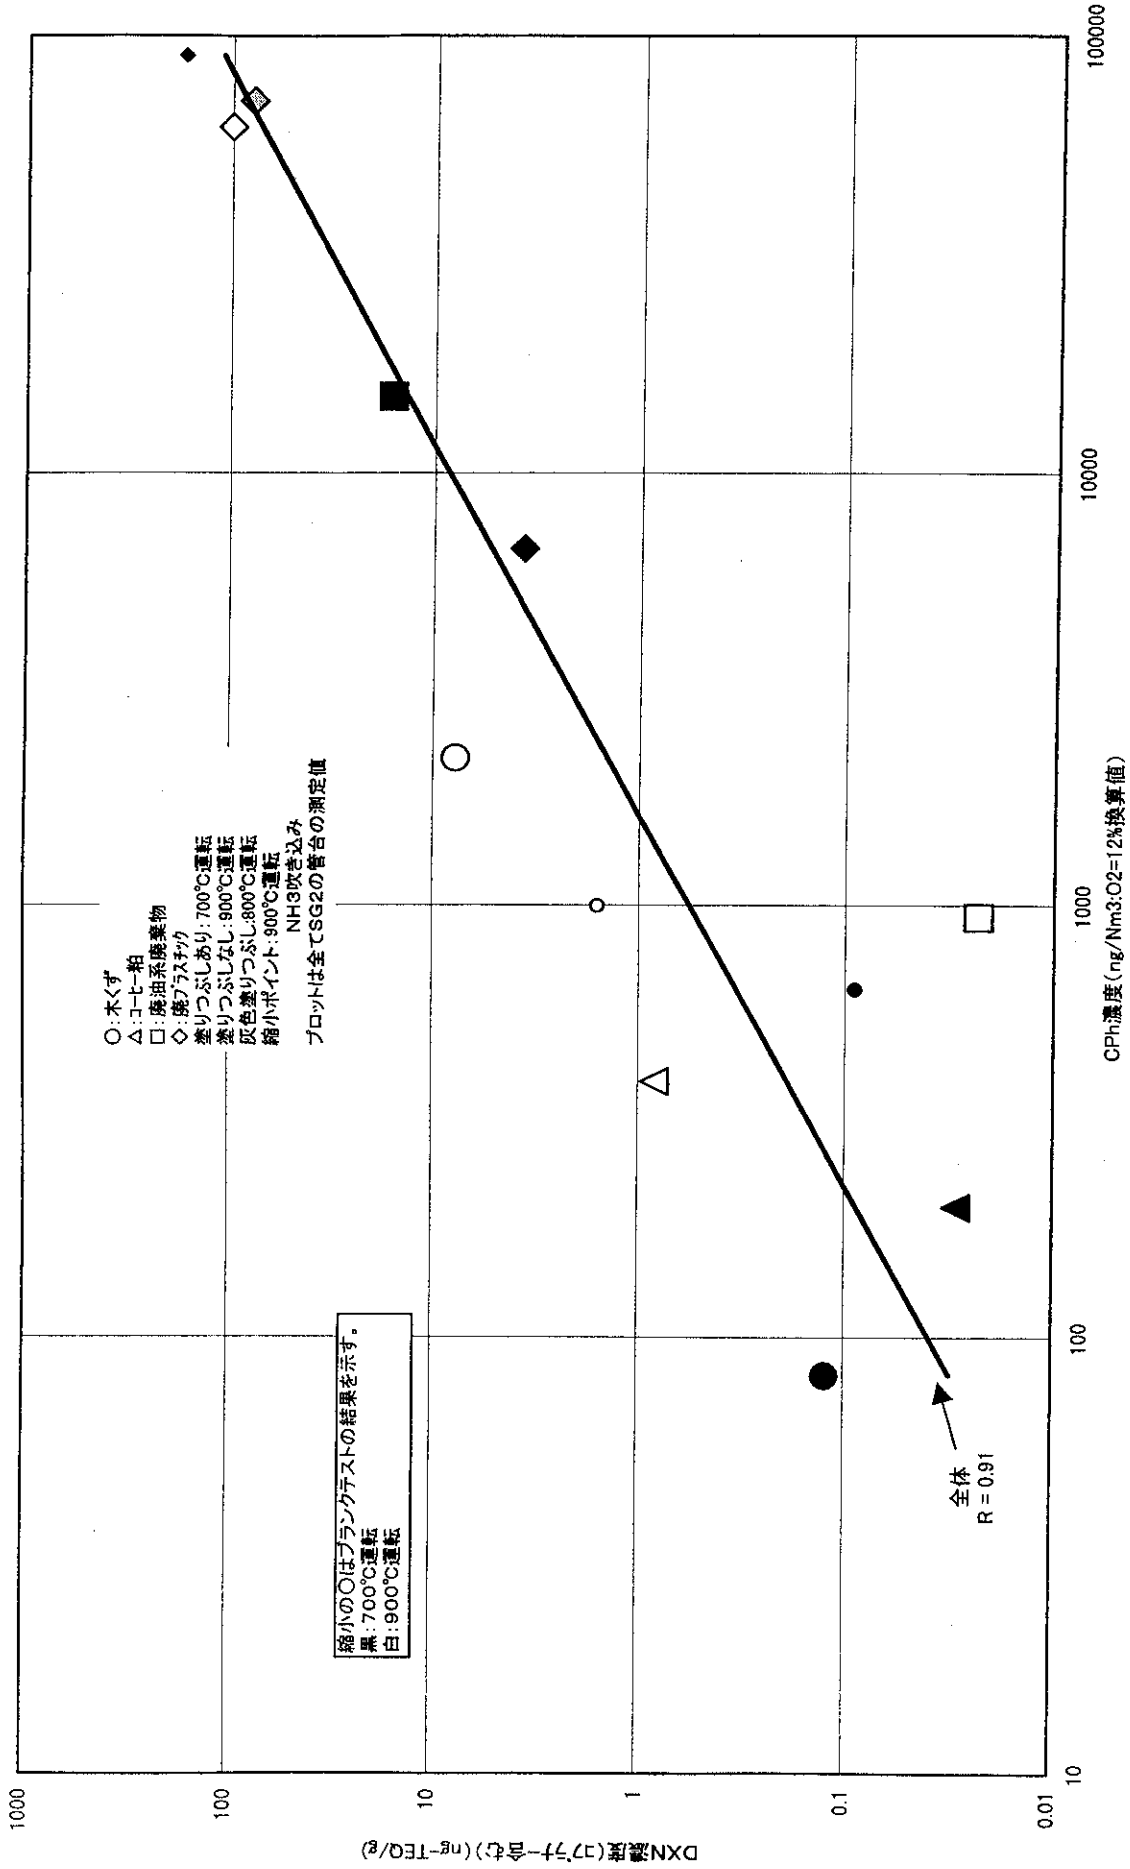 1000
100
10
1
0.1
0.01
DXN濃度(コプラナー含む)(ng-TEQ/g)
10
100
1000
10000
100000
CPh濃度(ng/Nm3:O2=12%換算値)
○:木くず
△:コーヒー粕
□:廃油系廃棄物
◇:廃プラスチック
塗りつぶしあり:700℃運転
塗りつぶしなし:900℃運転
灰色塗りつぶし:800℃運転
縮小ポイント:900℃運転
NH3吹き込み
プロットは全てSG2の管台の測定値
縮小の○はブランクテストの結果を示す。
黒:700℃運転
白:900℃運転
全体
R = 0.91